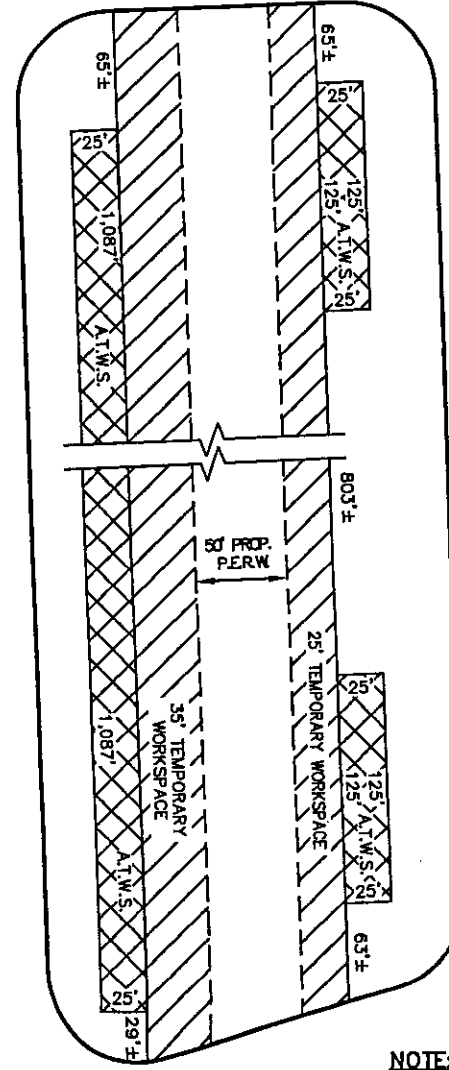 65'±
65'±
25'
25'
125'
125'
A.T.W.S.
25'
1,087'
A.T.W.S.
803'±
50' PROP.
P.E.R.W.
25' TEMPORARY WORKSPACE
35' TEMPORARY
WORKSPACE
25'
125'
125'
A.T.W.S.
25'
1,087'
A.T.W.S.
63'±
25'
29'±
NOTE: